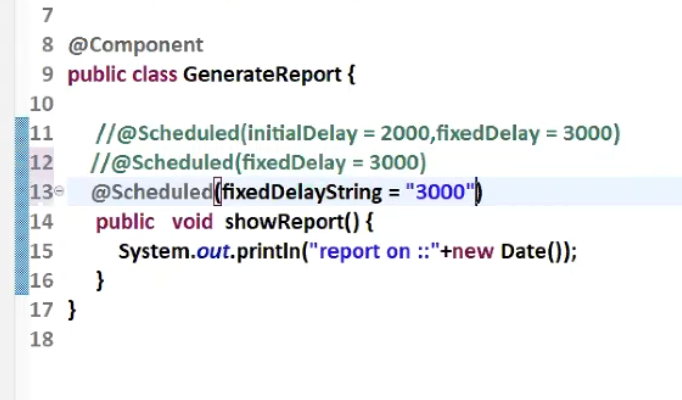 7
8 @Component
9 public class GenerateReport {
10
11 //@Scheduled(initialDelay = 2000,fixedDelay = 3000)
12 //@Scheduled(fixedDelay = 3000)
13 @Scheduled(fixedDelayString = "3000")
14 public void showReport() {
15 System.out.println("report on ::"+new Date());
16 }
17 }
18